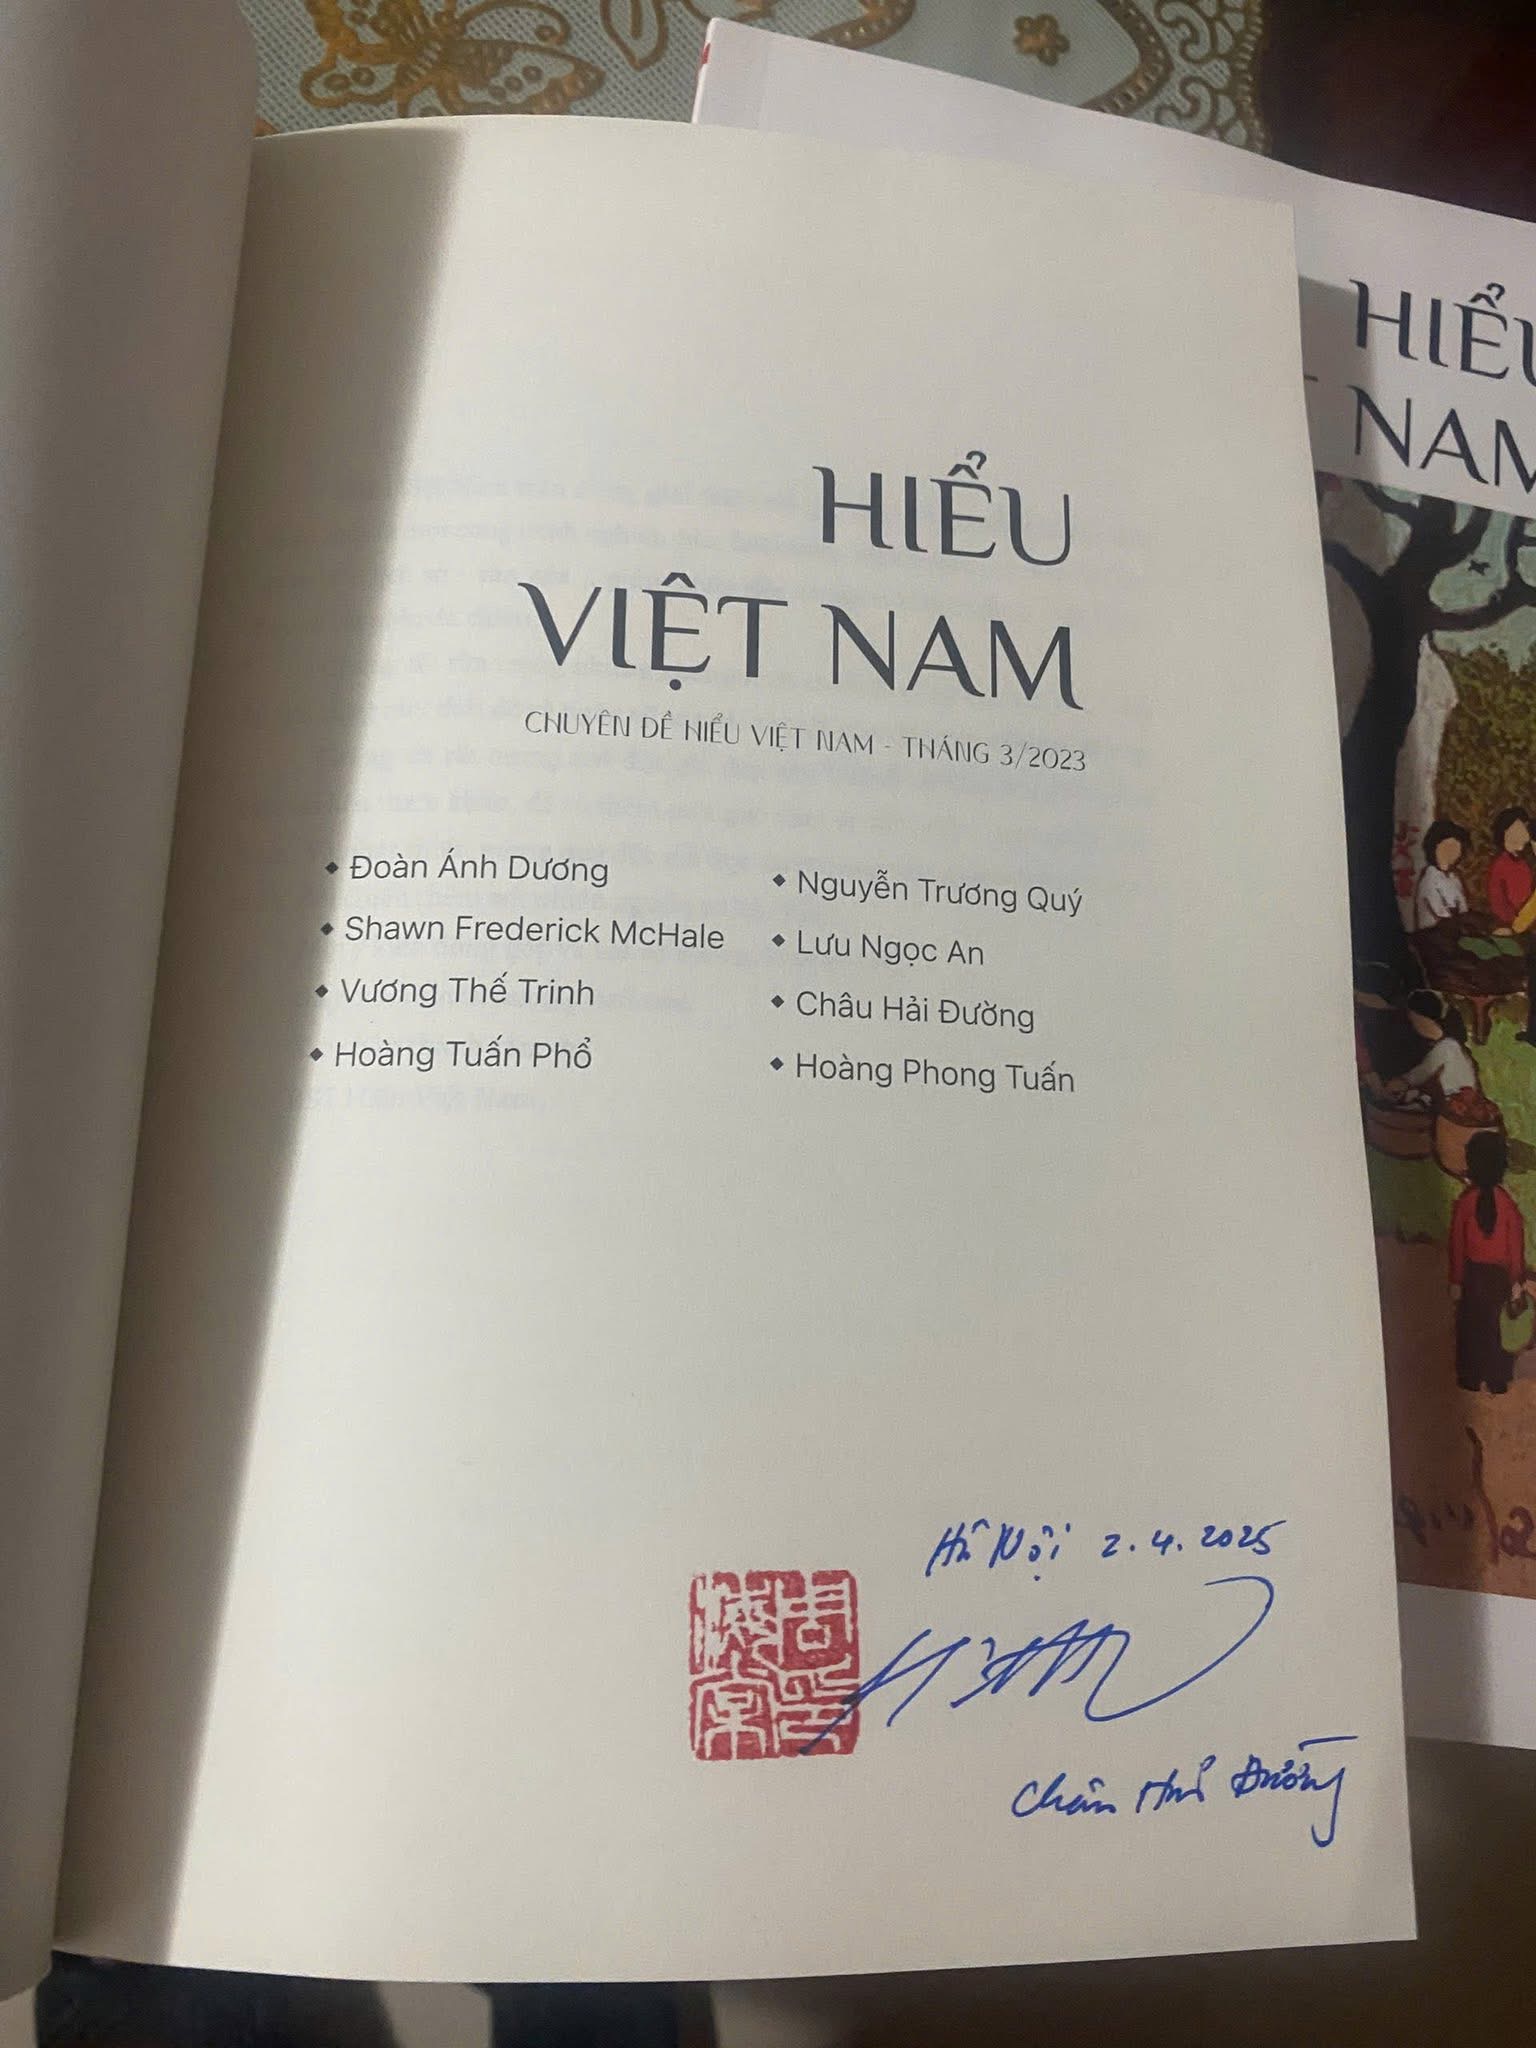 HIỂU
VIỆT NAM
CHUYÊN ĐỀ HIỂU VIỆT NAM - THÁNG 3/2023
◆ Đoàn Ánh Dương
◆ Shawn Frederick McHale
◆ Vương Thế Trinh
◆ Hoàng Tuấn Phổ
◆ Nguyễn Trương Quý
◆ Lưu Ngọc An
◆ Châu Hải Đường
◆ Hoàng Phong Tuấn
Hà Nội 2.4.2025
Châu Hải Đường
HIỂU
NAM